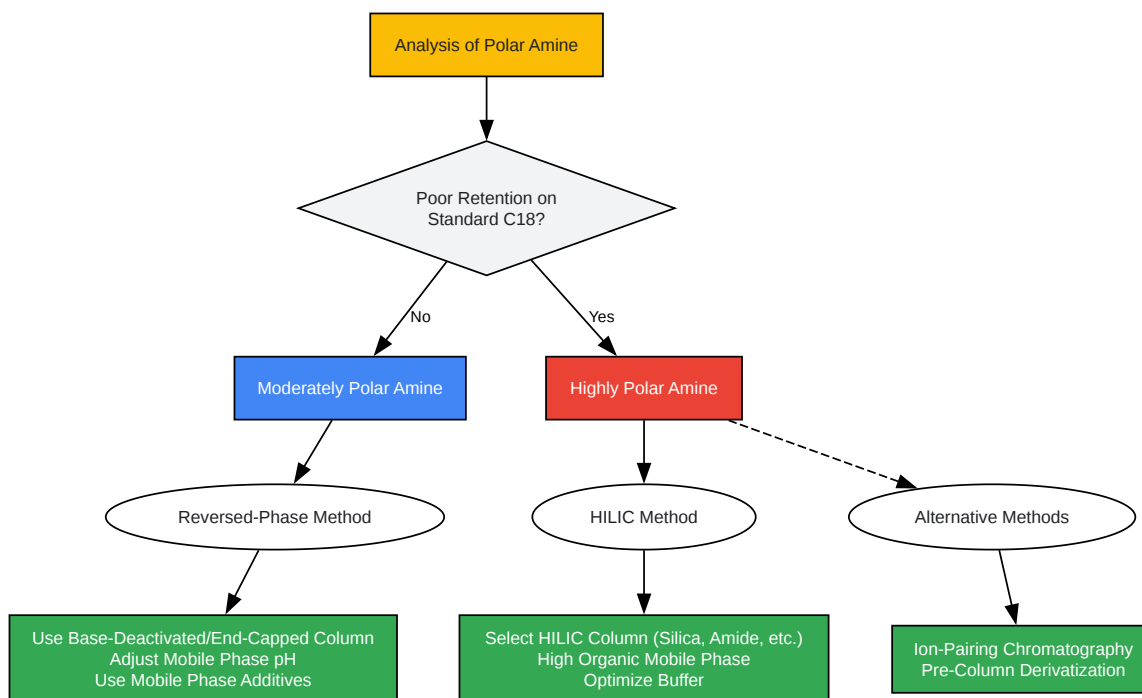 Analysis of Polar Amine
Poor Retention on
Standard C18?
No
Yes
Moderately Polar Amine
Highly Polar Amine
Reversed-Phase Method
HILIC Method
Alternative Methods
Use Base-Deactivated/End-Capped Column
Adjust Mobile Phase pH
Use Mobile Phase Additives
Select HILIC Column (Silica, Amide, etc.)
High Organic Mobile Phase
Optimize Buffer
Ion-Pairing Chromatography
Pre-Column Derivatization